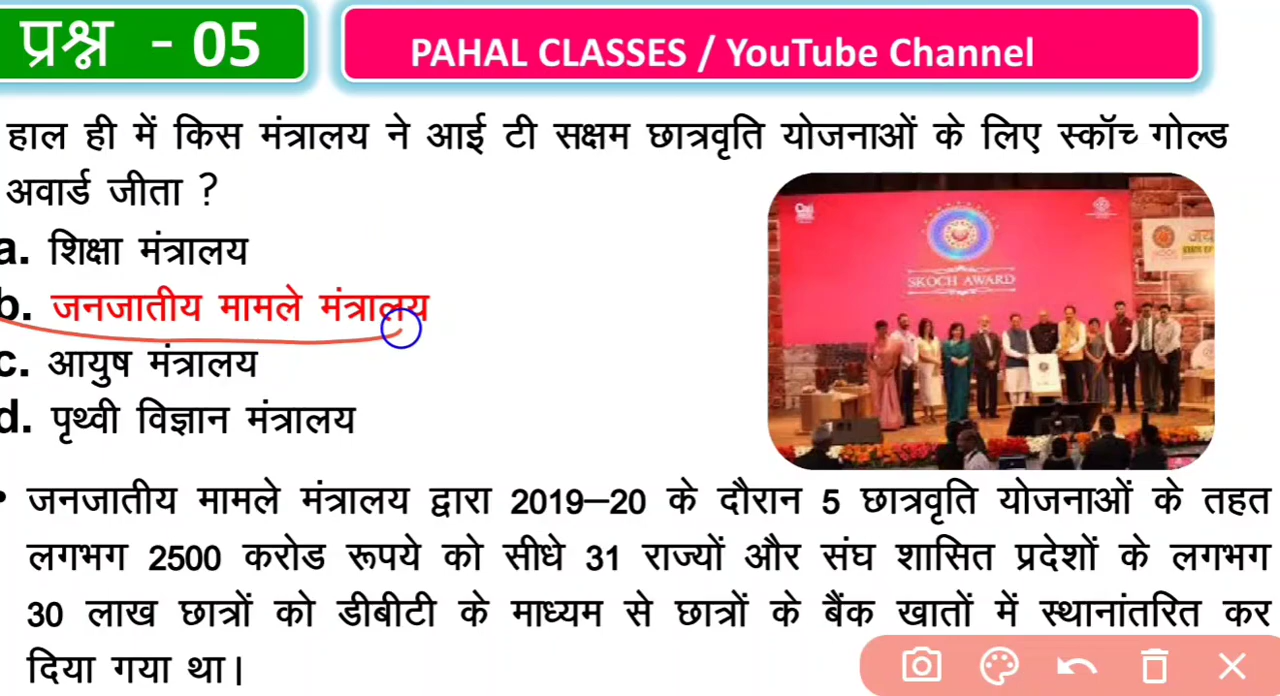 प्रश्न - 05
PAHAL CLASSES / YouTube Channel
हाल ही में किस मंत्रालय ने आई टी सक्षम छात्रवृति योजनाओं के लिए स्कॉच गोल्ड
अवार्ड जीता ?
a. शिक्षा मंत्रालय
b. जनजातीय मामले मंत्रालय
c. आयुष मंत्रालय
d. पृथ्वी विज्ञान मंत्रालय
SKOCH AWARD
• जनजातीय मामले मंत्रालय द्वारा 2019–20 के दौरान 5 छात्रवृति योजनाओं के तहत
लगभग 2500 करोड रूपये को सीधे 31 राज्यों और संघ शासित प्रदेशों के लगभग
30 लाख छात्रों को डीबीटी के माध्यम से छात्रों के बैंक खातों में स्थानांतरित कर
दिया गया था।